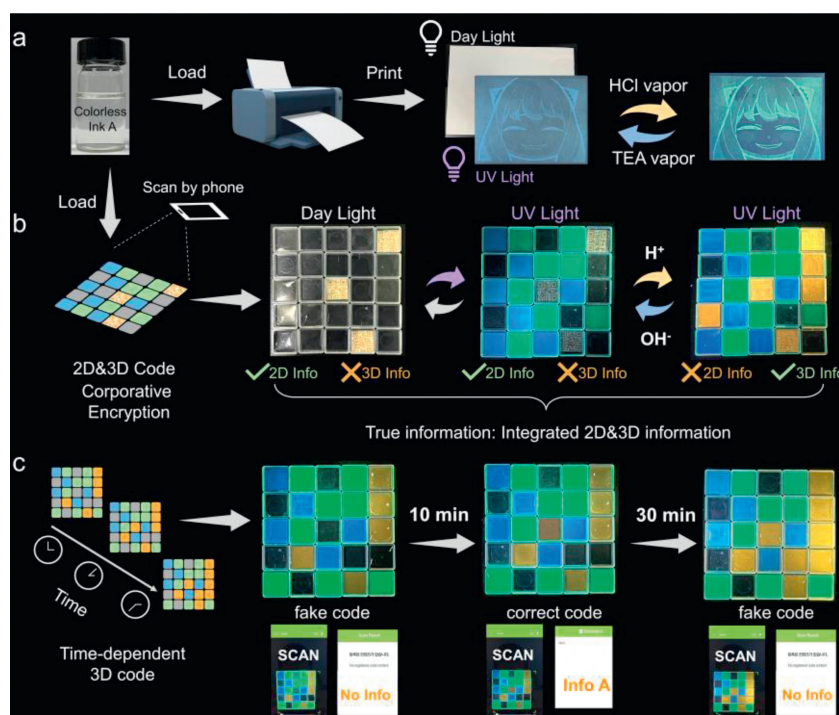 a
Colorless
Ink A
Load
Print
Day Light
UV Light
HCl vapor
TEA vapor
Load
Scan by phone
b
2D&3D Code
Corporative
Encryption
Day Light
UV Light
UV Light
H+
OH-
2D Info
3D Info
2D Info
3D Info
2D Info
3D Info
True information: Integrated 2D&3D information
c
Time
Time-dependent
3D code
10 min
30 min
fake code
correct code
fake code
SCAN
No Info
SCAN
Info A
SCAN
No Info